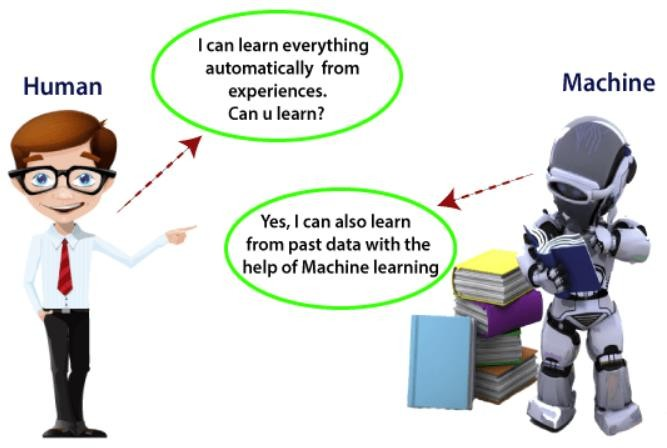 Human
I can learn everything
automatically from
experiences.
Can u learn?
Machine
Yes, I can also learn
from past data with the
help of Machine learning